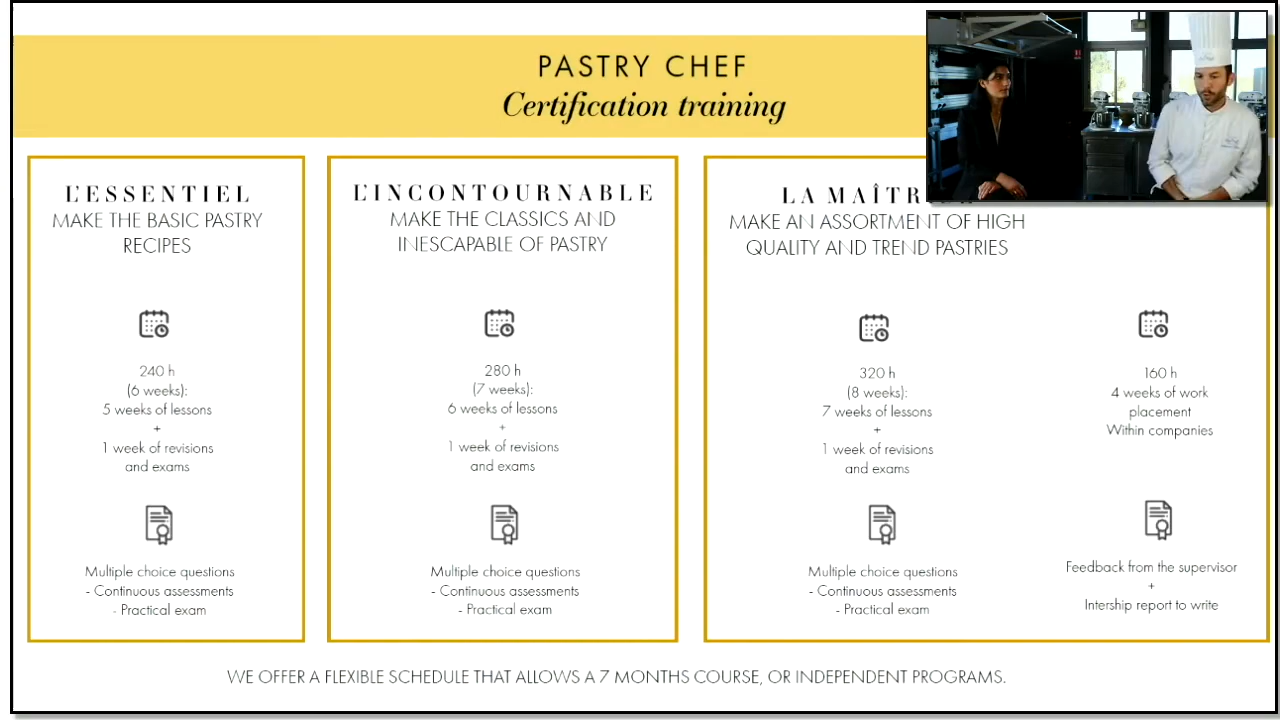 PASTRY CHEF
Certification training
L'ESSENTIEL
MAKE THE BASIC PASTRY
RECIPES
240 h
(6 weeks):
5 weeks of lessons
+
1 week of revisions
and exams
Multiple choice questions
- Continuous assessments
- Practical exam
L'INCONTOURNABLE
MAKE THE CLASSICS AND
INESCAPABLE OF PASTRY
280 h
(7 weeks):
6 weeks of lessons
+
1 week of revisions
and exams
Multiple choice questions
- Continuous assessments
- Practical exam
LA
MAKE AN ASSORTMENT OF HIGH
QUALITY AND TREND PASTRIES
320 h
(8 weeks):
7 weeks of lessons
+
1 week of revisions
and exams
Multiple choice questions
- Continuous assessments
- Practical exam
160 h
4 weeks of work
placement
Within companies
Feedback from the supervisor
+
Intership report to write
WE OFFER A FLEXIBLE SCHEDULE THAT ALLOWS A 7 MONTHS COURSE, OR INDEPENDENT PROGRAMS.